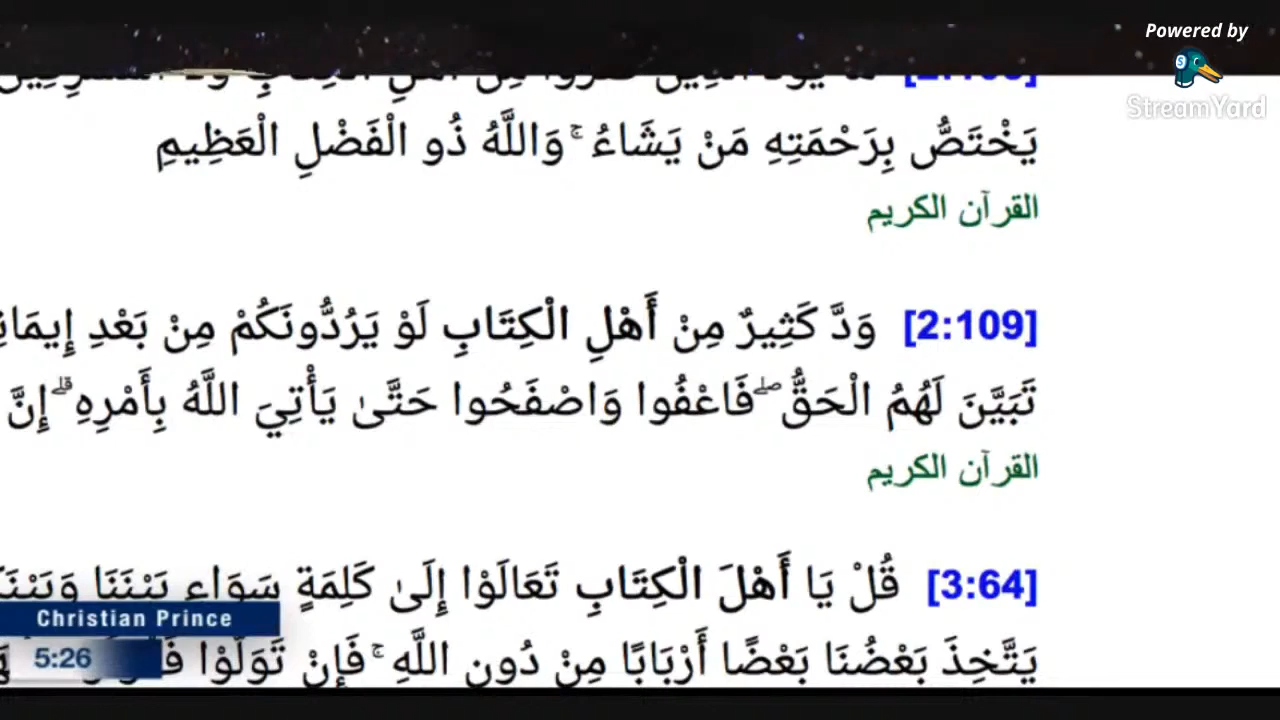 Powered by
StreamYard
يَخْتَصُّ بِرَحْمَتِهِ مَنْ يَشَاءُ ۚ وَاللَّهُ ذُو الْفَضْلِ الْعَظِيمِ
القرآن الكريم
[2:109] وَدَّ كَثِيرٌ مِنْ أَهْلِ الْكِتَابِ لَوْ يَرُدُّونَكُمْ مِنْ بَعْدِ
تَبَيَّنَ لَهُمُ الْحَقُّ ۖ فَاعْفُوا وَاصْفَحُوا حَتَّىٰ يَأْتِيَ اللَّهُ بِأَمْرِهِ ۗ إِنَّ
القرآن الكريم
[3:64] قُلْ يَا أَهْلَ الْكِتَابِ تَعَالَوْا إِلَىٰ كَلِمَةٍ سَوَاءٍ بَيْنَنَا
يَتَّخِذَ بَعْضُنَا بَعْضًا أَرْبَابًا مِنْ دُونِ اللَّهِ ۚ فَإِنْ تَوَلَّوْا
Christian Prince
5:26